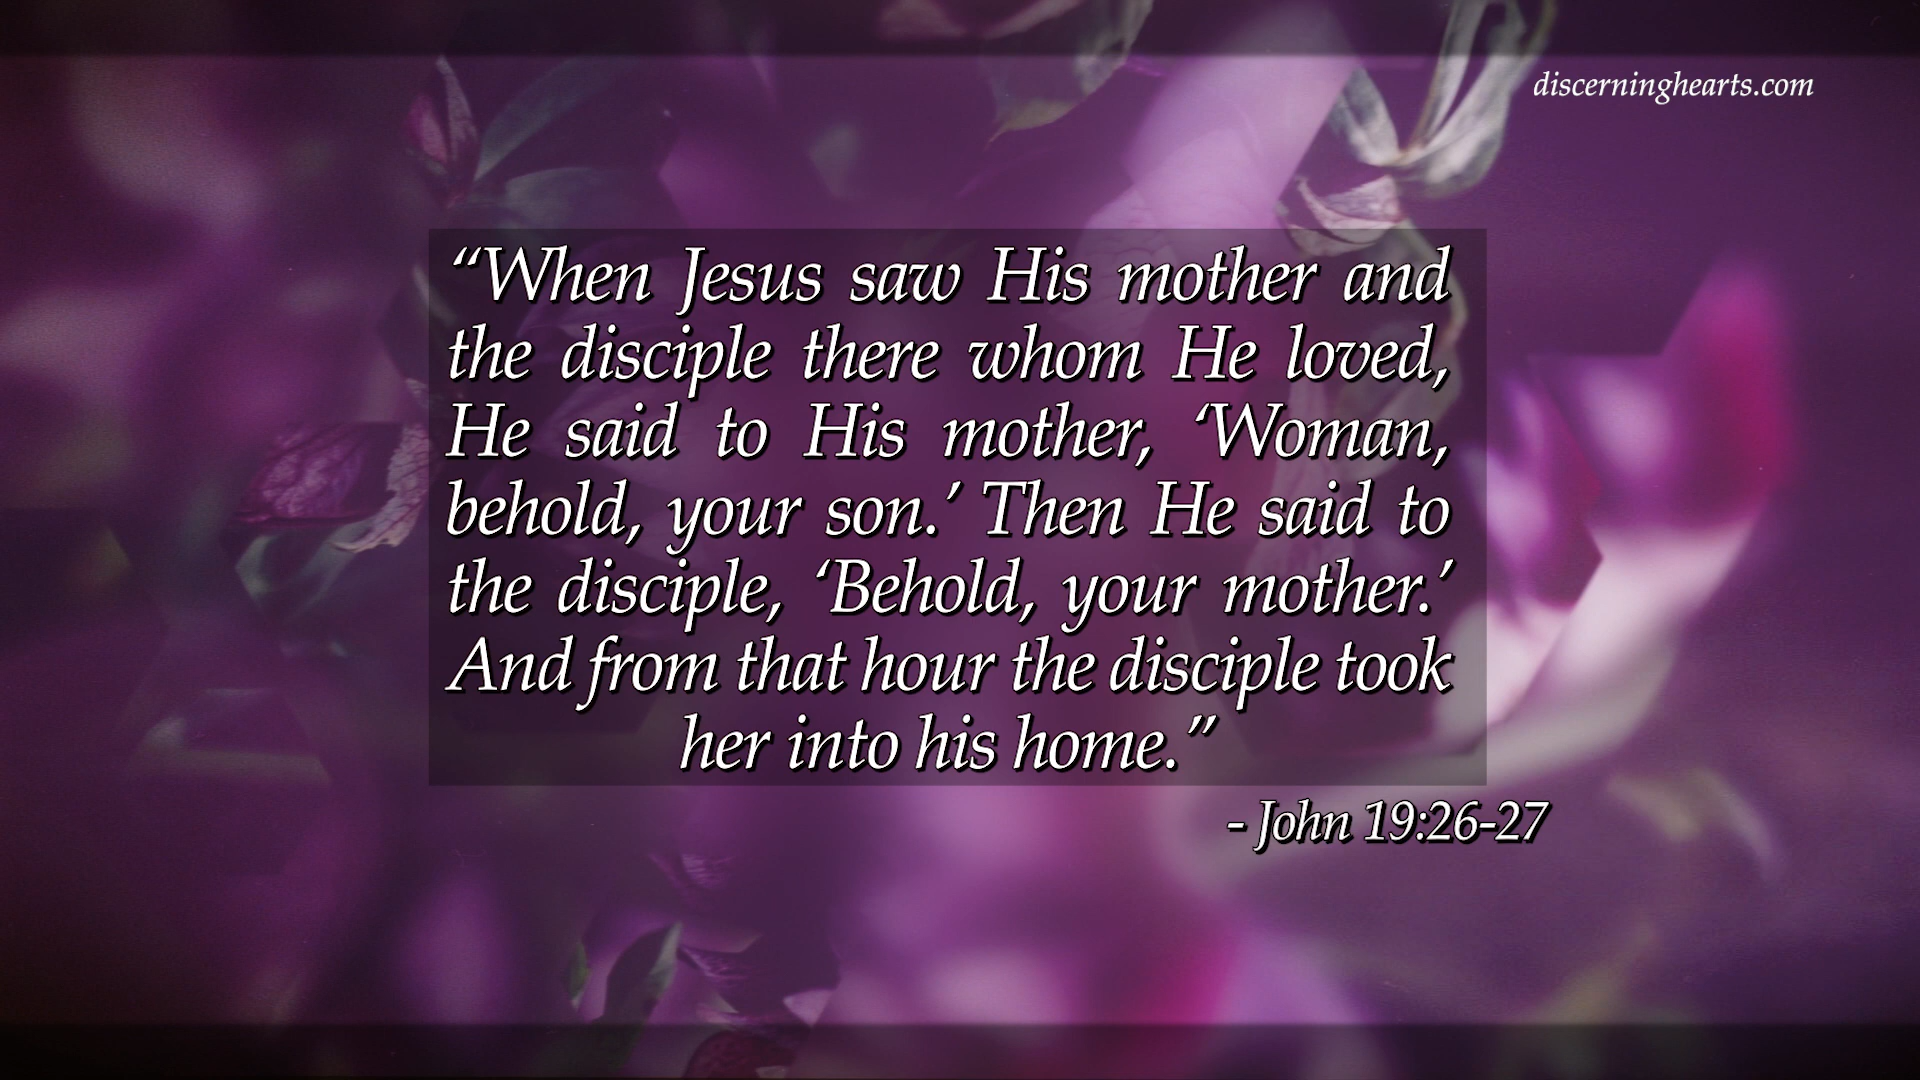 discerninghearts.com
“When Jesus saw His mother and
the disciple there whom He loved,
He said to His mother, ‘Woman,
behold, your son.’ Then He said to
the disciple, ‘Behold, your mother.’
And from that hour the disciple took
her into his home.”
- John 19:26-27